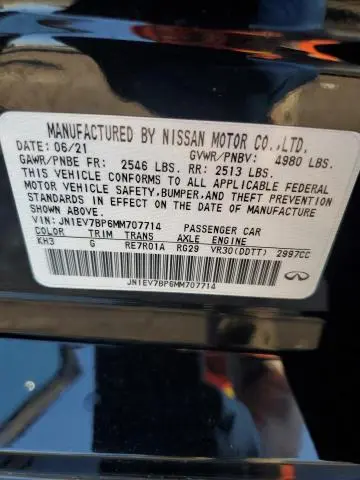 MANUFACTURED BY NISSAN MOTOR CO.,LTD.
DATE: 06/21 GVWR/PNBV: 4980 LBS.
GAWR/PNBE FR: 2546 LBS. RR: 2513 LBS.
THIS VEHICLE CONFORMS TO ALL APPLICABLE FEDERAL
MOTOR VEHICLE SAFETY,BUMPER,AND THEFT PREVENTION
STANDARDS IN EFFECT ON THE DATE OF MANUFACTURE
VIN: JN1EV7BP6MM707714 PASSENGER CAR
COLOR TRIM TRANS AXLE ENGINE
KH3 G RE7R01A RG29 VR30(DDTT) 2997CC
JN1EV7BP6MM707714